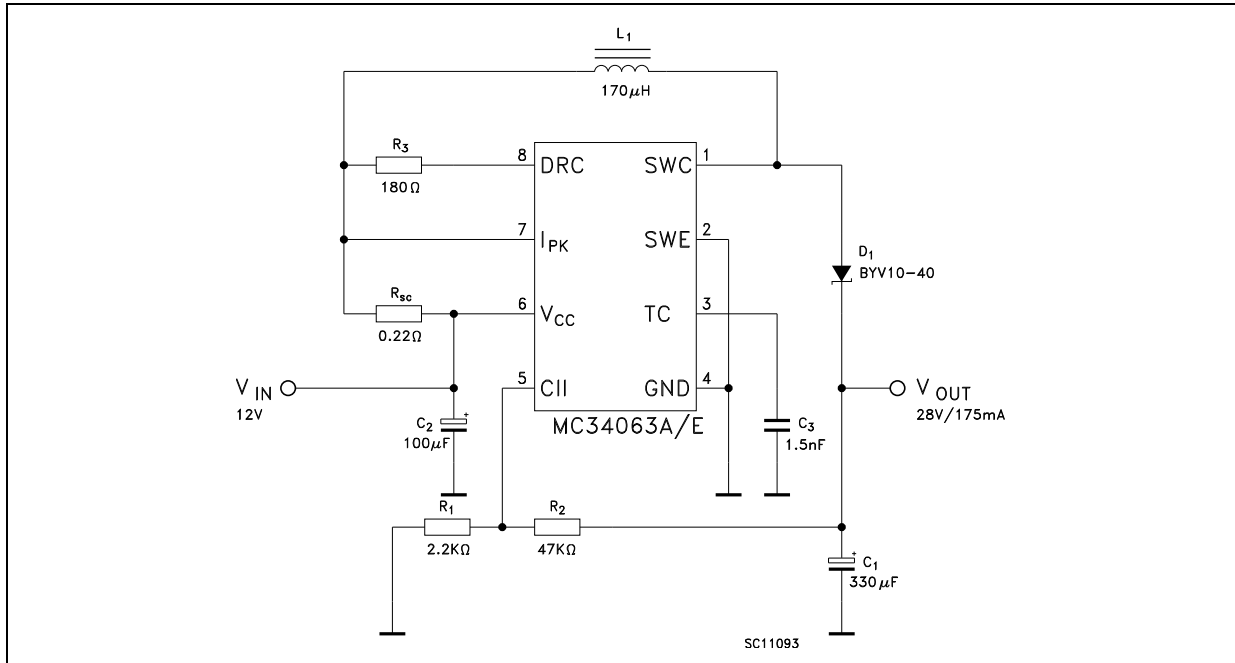 L1
170µH
R3
180Ω
8 DRC
SWC 1
7 IPK
SWE 2
D1
BYV10-40
Rsc
0.22Ω
6 VCC
TC 3
VIN
12V
5 CII
GND 4
VOUT
28V/175mA
MC34063A/E
C2
100µF
+
C3
1.5nF
R1
2.2KΩ
R2
47KΩ
+
C1
330µF
SC11093